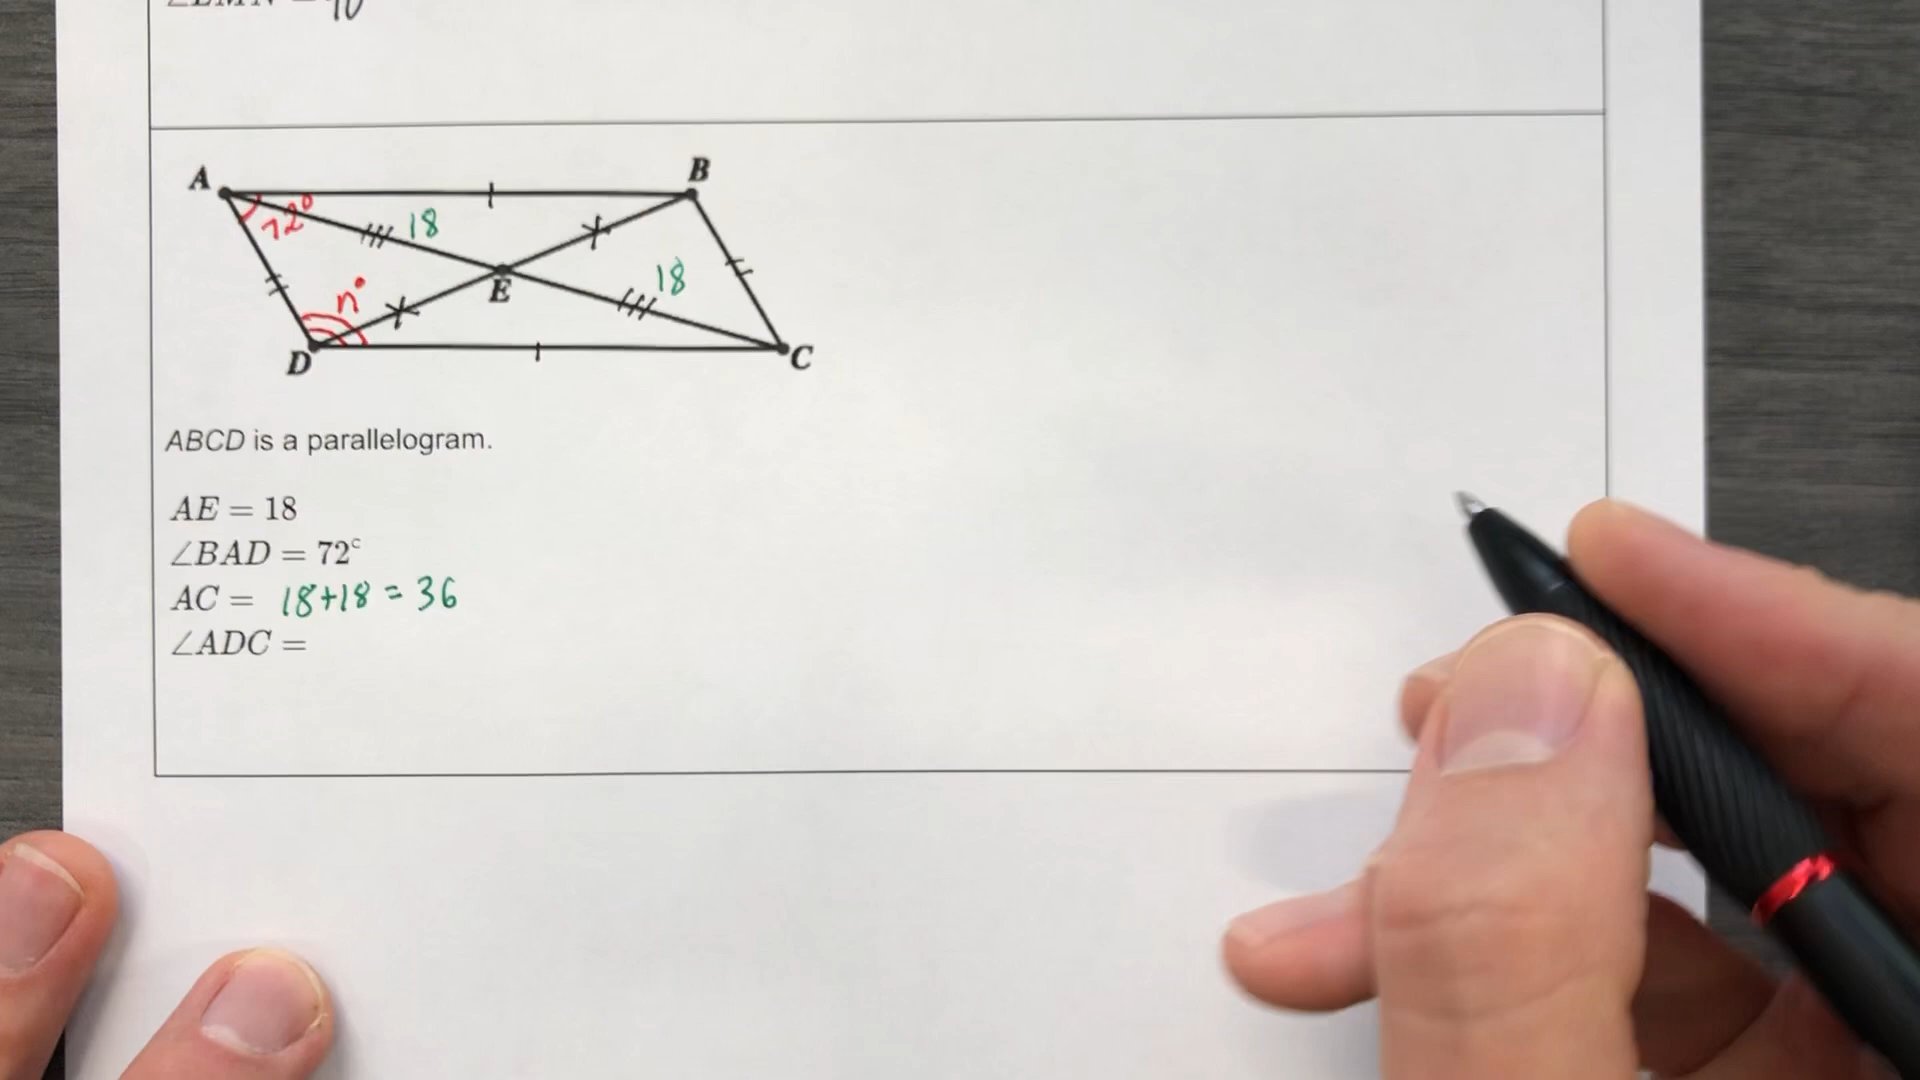 A
B
72°
18
18
n°
E
D
C
ABCD is a parallelogram.
AE = 18
∠BAD = 72°
AC = 18+18 = 36
∠ADC =